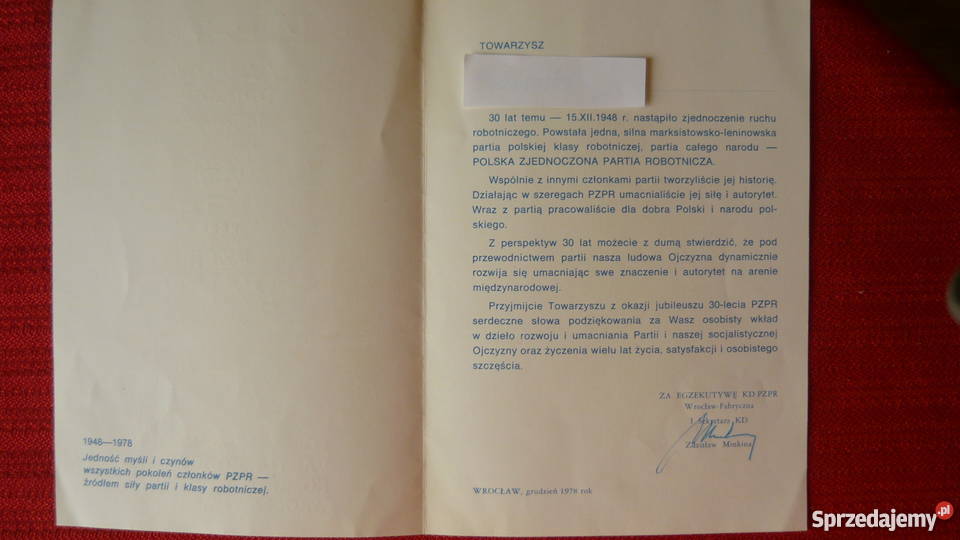 1948—1978
Jedność myśli i czynów
wszystkich pokoleń członków PZPR —
źródłem siły partii i klasy robotniczej.
TOWARZYSZ
30 lat temu — 15.XII.1948 r. nastąpiło zjednoczenie ruchu
robotniczego. Powstała jedna, silna marksistowsko-leninowska
partia polskiej klasy robotniczej, partia całego narodu —
POLSKA ZJEDNOCZONA PARTIA ROBOTNICZA.
Wspólnie z innymi członkami partii tworzyliście jej historię.
Działając w szeregach PZPR umacnialiście jej siłę i autorytet.
Wraz z partią pracowaliście dla dobra Polski i narodu pol-
skiego.
Z perspektyw 30 lat możecie z dumą stwierdzić, że pod
przewodnictwem partii nasza ludowa Ojczyzna dynamicznie
rozwija się umacniając swe znaczenie i autorytet na arenie
międzynarodowej.
Przyjmijcie Towarzyszu z okazji jubileuszu 30-lecia PZPR
serdeczne słowa podziękowania za Wasz osobisty wkład
w dzieło rozwoju i umacniania Partii i naszej socjalistycznej
Ojczyzny oraz życzenia wielu lat życia, satysfakcji i osobistego
szczęścia.
ZA EGZEKUTYWĘ KD PZPR
Wrocław-Fabryczna
I Sekretarz KD
Zdzisław Minkina
WROCŁAW, grudzień 1978 rok
Sprzedajemy.pl